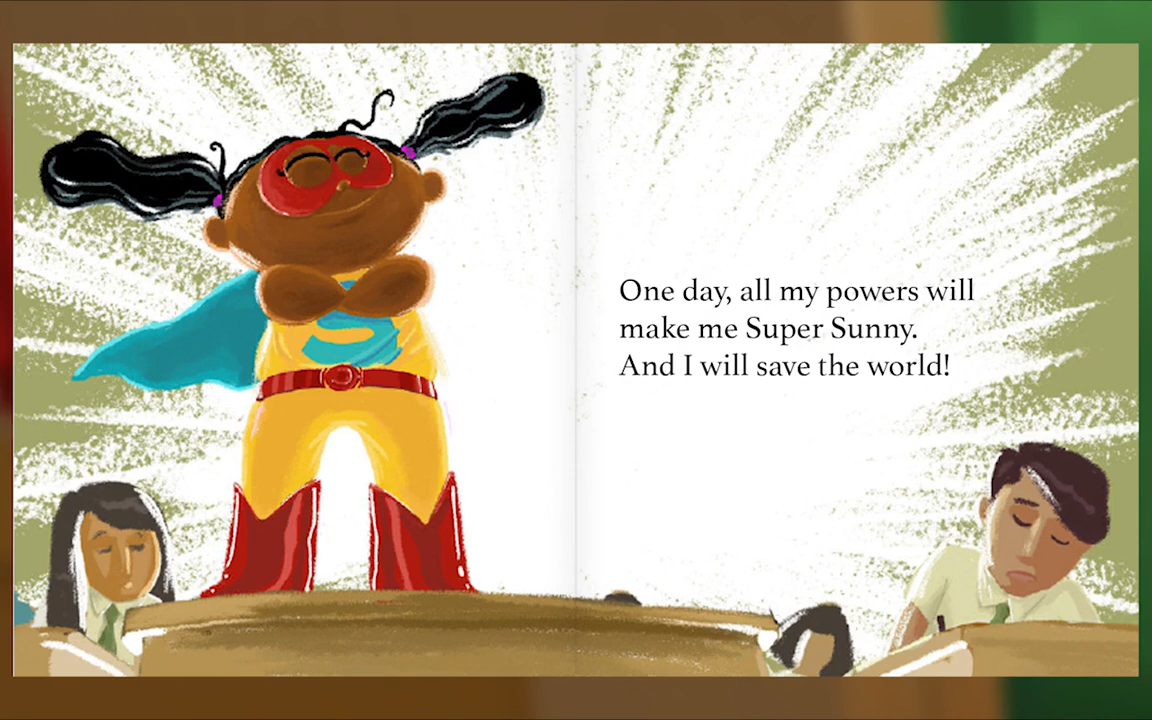 One day, all my powers will
make me Super Sunny.
And I will save the world!